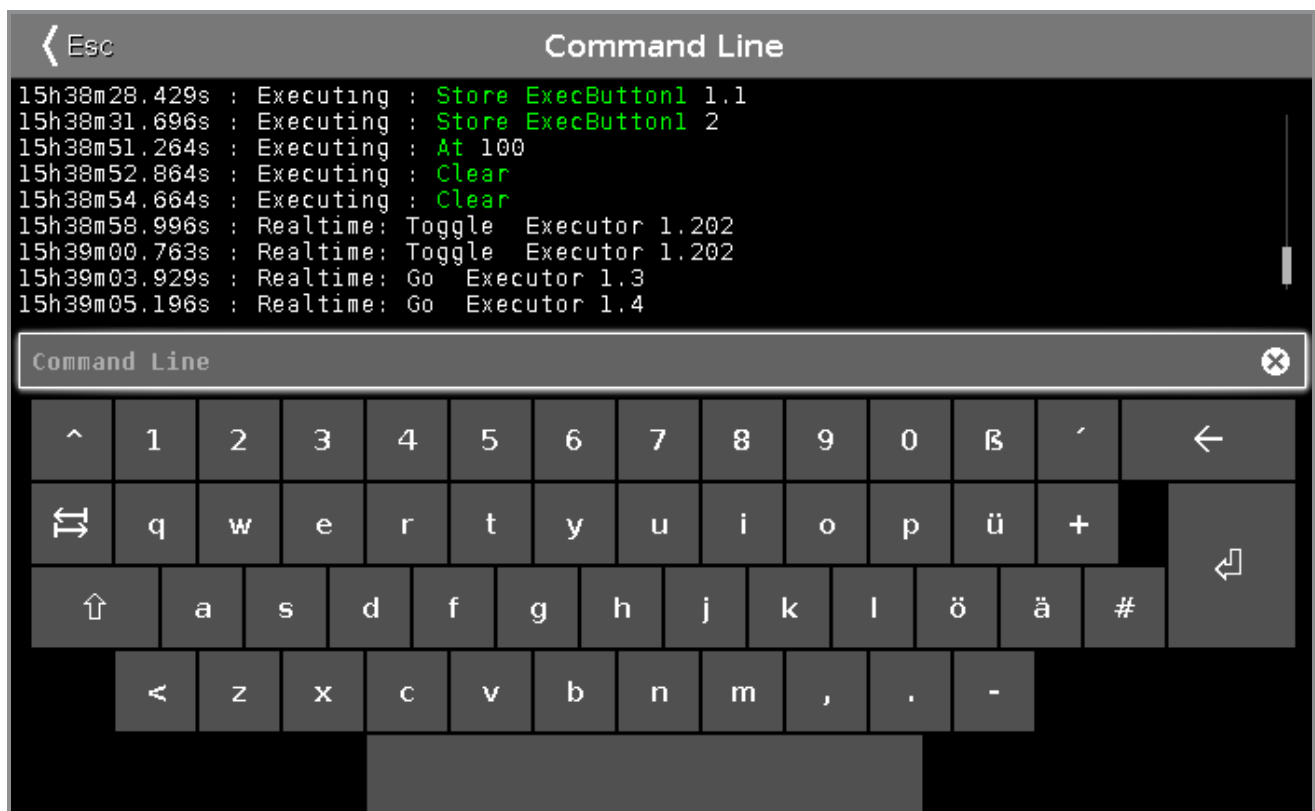 Esc
Command Line
15h38m28.429s : Executing : Store ExecButton1 1.1
15h38m31.696s : Executing : Store ExecButton1 2
15h38m51.264s : Executing : At 100
15h38m52.864s : Executing : Clear
15h38m54.664s : Executing : Clear
15h38m58.996s : Realtime: Toggle  Executor 1.202
15h39m00.763s : Realtime: Toggle  Executor 1.202
15h39m03.929s : Realtime: Go  Executor 1.3
15h39m05.196s : Realtime: Go  Executor 1.4
Command Line
^ 1 2 3 4 5 6 7 8 9 0 ß ´ ←
q w e r t y u i o p ü +
a s d f g h j k l ö ä #
< z x c v b n m , . -